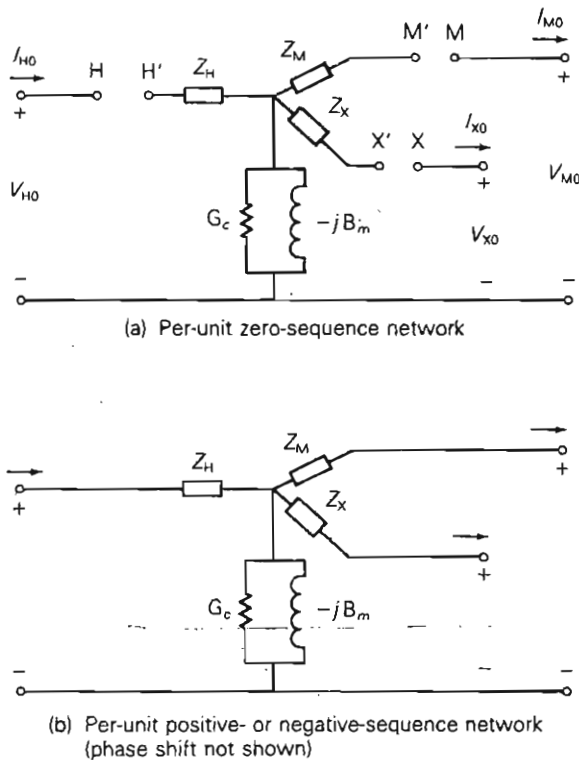 I_H0 H H' Z_H Z_M M' M I_M0
+ Z_X X' X I_X0 +
+
V_H0 G_c -jB_m V_X0 V_M0
− − −
(a) Per-unit zero-sequence network
Z_H Z_M
+ Z_X +
+
G_c -jB_m
− − −
(b) Per-unit positive- or negative-sequence network
(phase shift not shown)